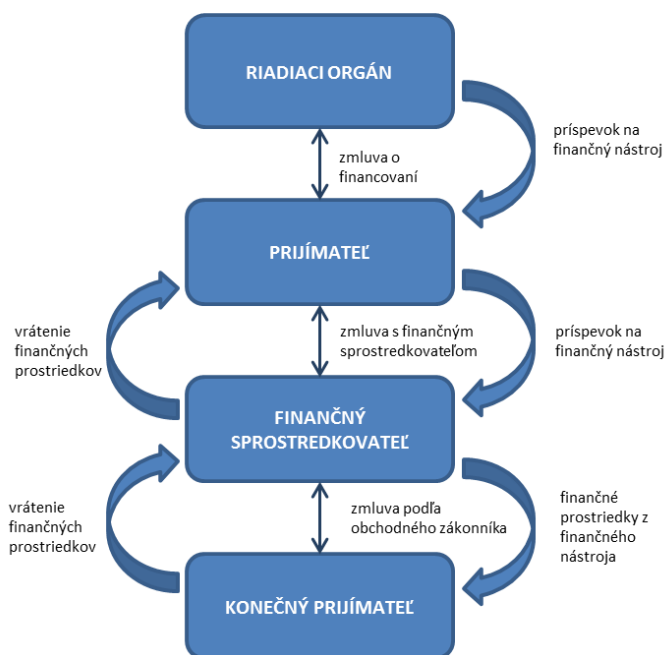 RIADIACI ORGÁN
príspevok na
finančný nástroj
zmluva o
financovaní
PRIJÍMATEĽ
vrátenie
finančných
prostriedkov
zmluva s finančným
sprostredkovateľom
príspevok na
finančný nástroj
FINANČNÝ
SPROSTREDKOVATEĽ
vrátenie
finančných
prostriedkov
zmluva podľa
obchodného zákonníka
finančné
prostriedky z
finančného
nástroja
KONEČNÝ PRIJÍMATEĽ